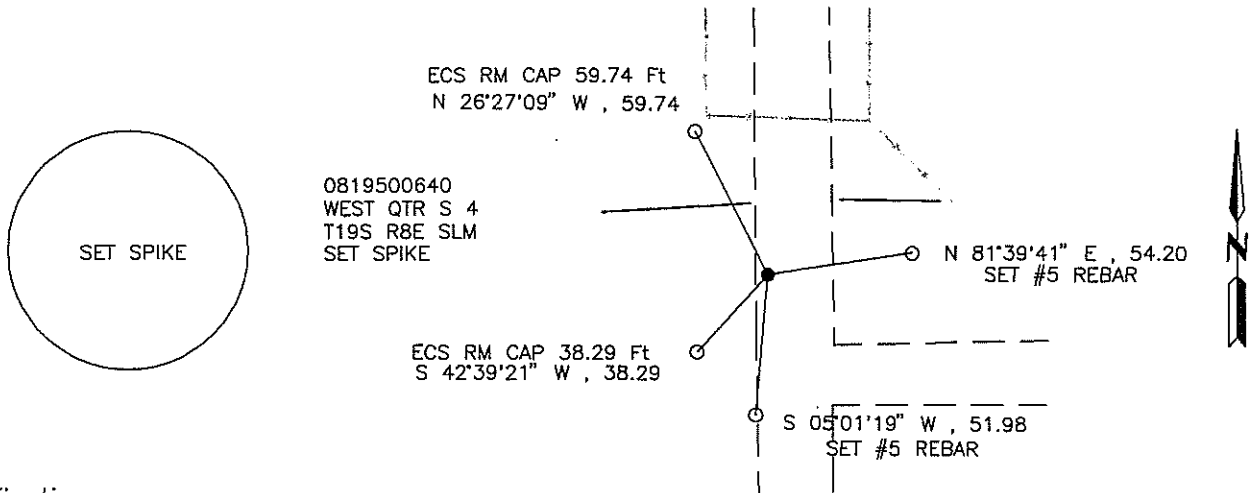 ECS RM CAP 59.74 Ft
N 26°27'09" W , 59.74
0819500640
WEST QTR S 4
T19S R8E SLM
SET SPIKE
SET SPIKE
N
N 81°39'41" E , 54.20
SET #5 REBAR
ECS RM CAP 38.29 Ft
S 42°39'21" W , 38.29
S 05°01'19" W , 51.98
SET #5 REBAR